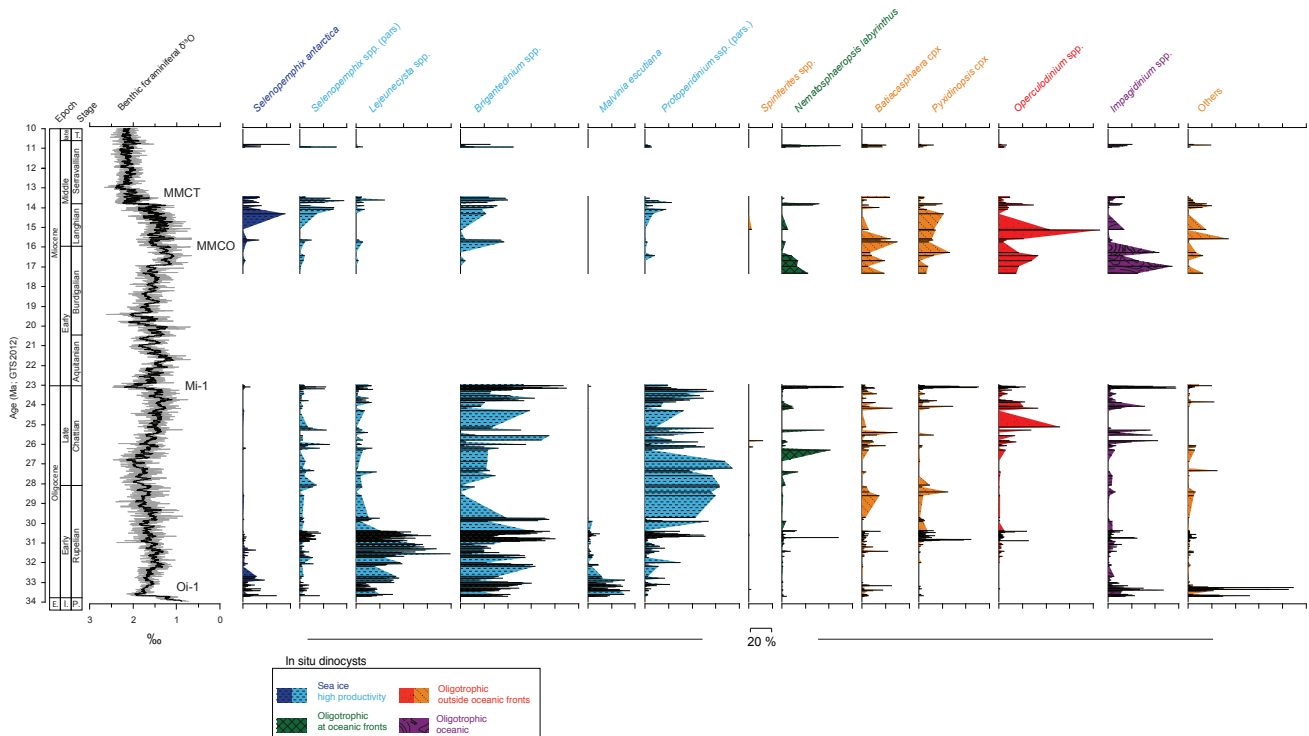 Benthic foraminiferal δ¹⁸O
Selenopemphix antarctica
Selenopemphix spp. (pars)
Lejeunecysta spp.
Brigantedinium spp.
Malvinia escutiana
Protoperidinium ssp. (pars.)
Spiniferites spp.
Nematosphaeropsis labyrinthus
Batiacasphaera cpx
Pyxidinopsis cpx
Operculodinium spp.
Impagidinium spp.
Others
Epoch
Stage
Age (Ma; GTS2012)
10
11
12
13
14
15
16
17
18
19
20
21
22
23
24
25
26
27
28
29
30
31
32
33
34
Miocene
Oligocene
E.
late
Middle
Early
Late
Early
l.
T.
Serravallian
Langhian
Burdigalian
Aquitanian
Chattian
Rupelian
P.
MMCT
MMCO
Mi-1
Oi-1
3 2 1 0
‰
20 %
In situ dinocysts
Sea ice
high productivity
Oligotrophic
outside oceanic fronts
Oligotrophic
at oceanic fronts
Oligotrophic
oceanic